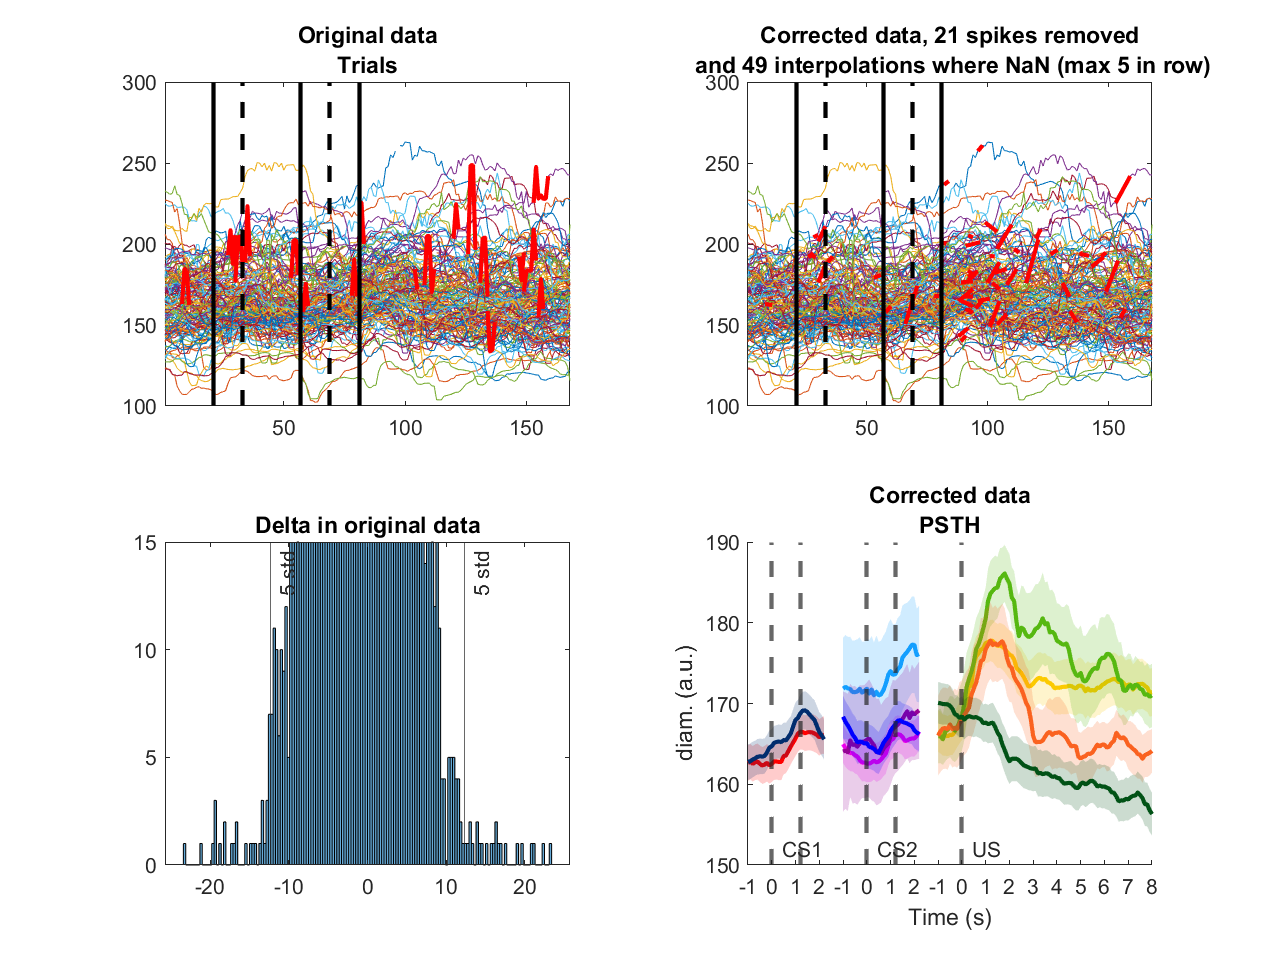 Original data
Trials
300
250
200
150
100
50
100
150
Corrected data, 21 spikes removed
and 49 interpolations where NaN (max 5 in row)
300
250
200
150
100
50
100
150
Delta in original data
15
10
5
0
-20
-10
0
10
20
5 std
5 std
Corrected data
PSTH
190
180
170
160
150
diam. (a.u.)
CS1
CS2
US
-1 0 1 2 -1 0 1 2 -1 0 1 2 3 4 5 6 7 8
Time (s)